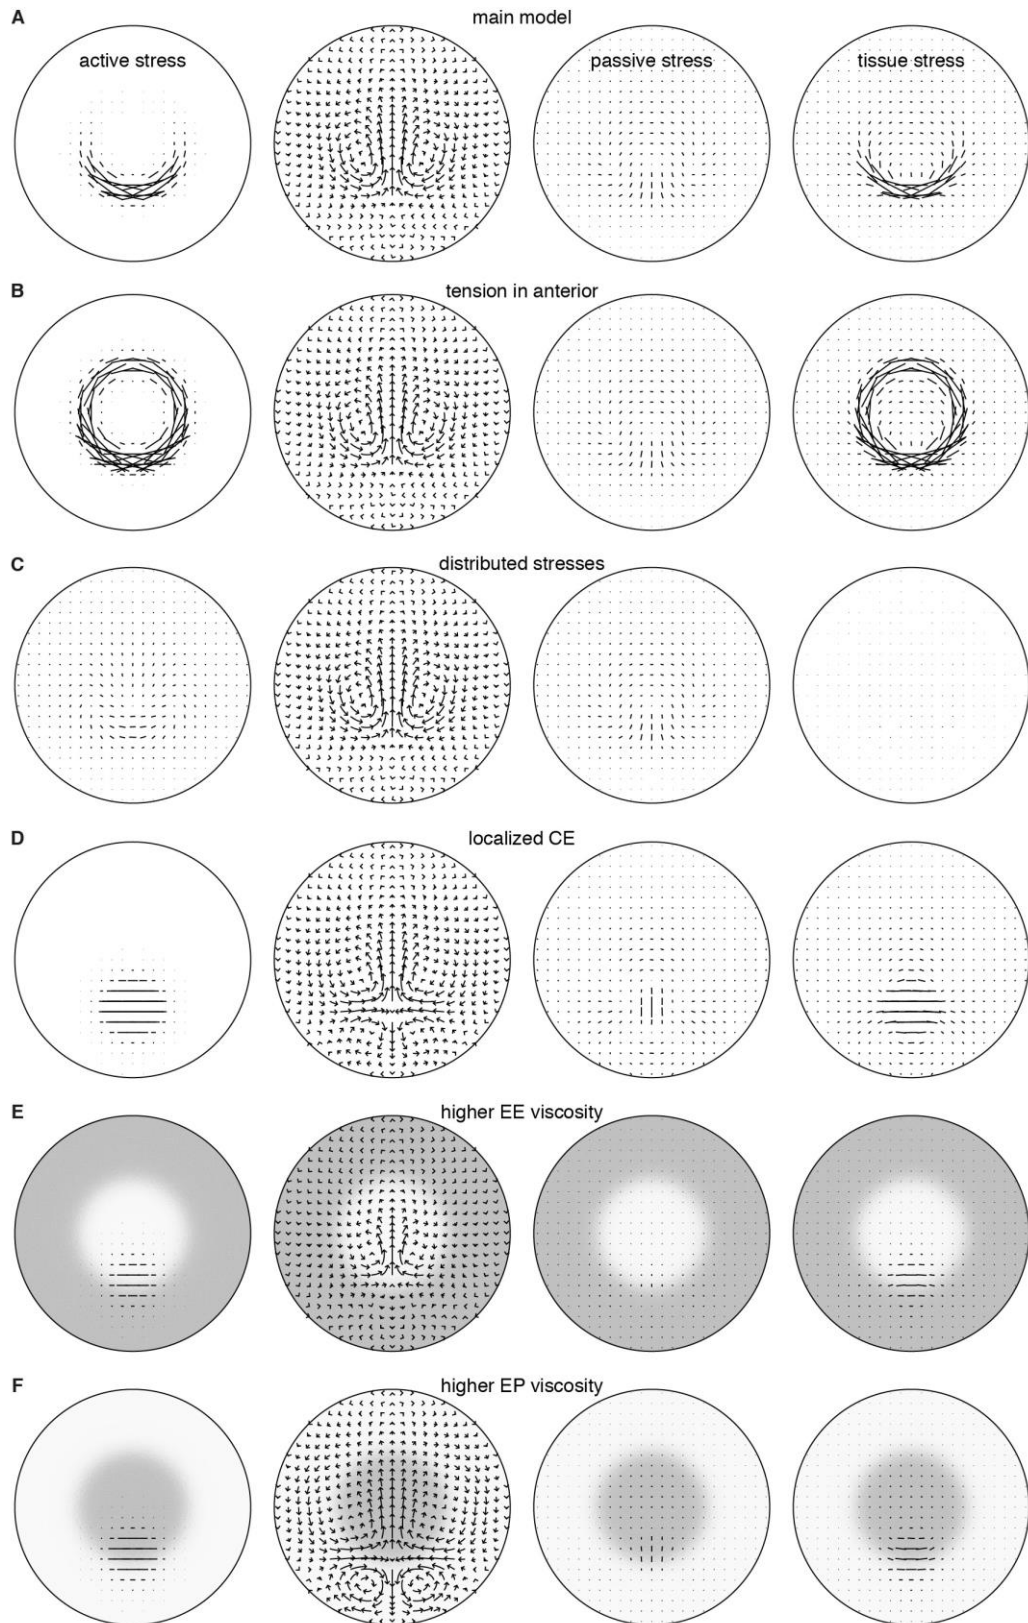 A
main model
active stress
passive stress
tissue stress
B
tension in anterior
C
distributed stresses
D
localized CE
E
higher EE viscosity
F
higher EP viscosity